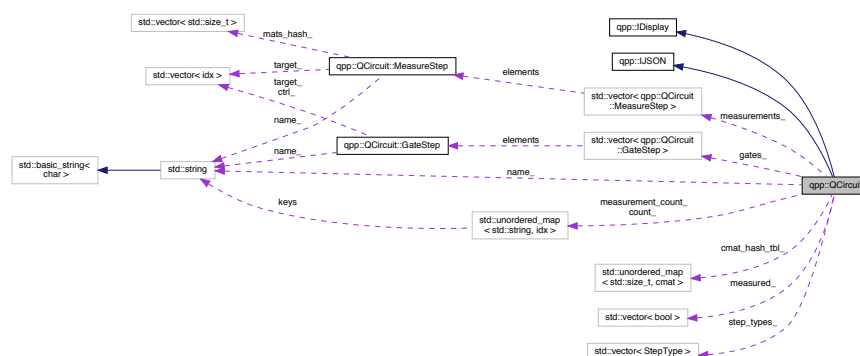 std::vector< std::size_t >
mats_hash_
qpp::IDisplay
qpp::IJSON
target_
qpp::QCircuit::MeasureStep
std::vector< idx >
target_
ctrl_
elements
std::vector< qpp::QCircuit
::MeasureStep >
measurements_
name_
qpp::QCircuit::GateStep
elements
std::vector< qpp::QCircuit
::GateStep >
gates_
name_
std::basic_string<
char >
std::string
name_
qpp::QCircuit
keys
std::unordered_map
< std::string, idx >
measurement_count_
count_
cmat_hash_tbl_
std::unordered_map
< std::size_t, cmat >
measured_
std::vector< bool >
step_types_
std::vector< StepType >